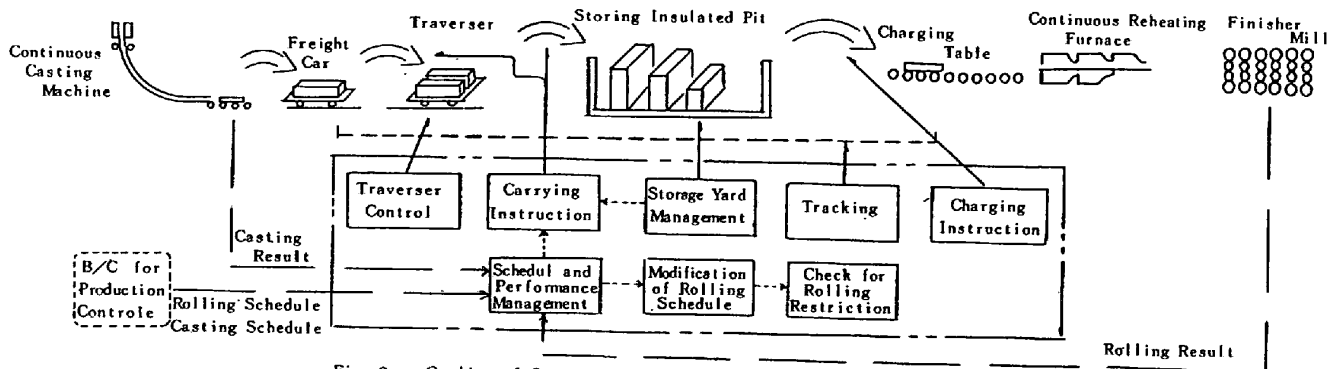 Continuous
Casting
Machine
Freight
Car
Traverser
Storing Insulated Pit
Charging
Table
Continuous Reheating
Furnace
Finisher
Mill
Traverser
Control
Carrying
Instruction
Storage Yard
Management
Tracking
Charging
Instruction
Casting
Result
B/C for
Production
Controle
Rolling Schedule
Casting Schedule
Schedul and
Performance
Management
Modification
of Rolling
Schedule
Check for
Rolling
Restriction
Rolling Result